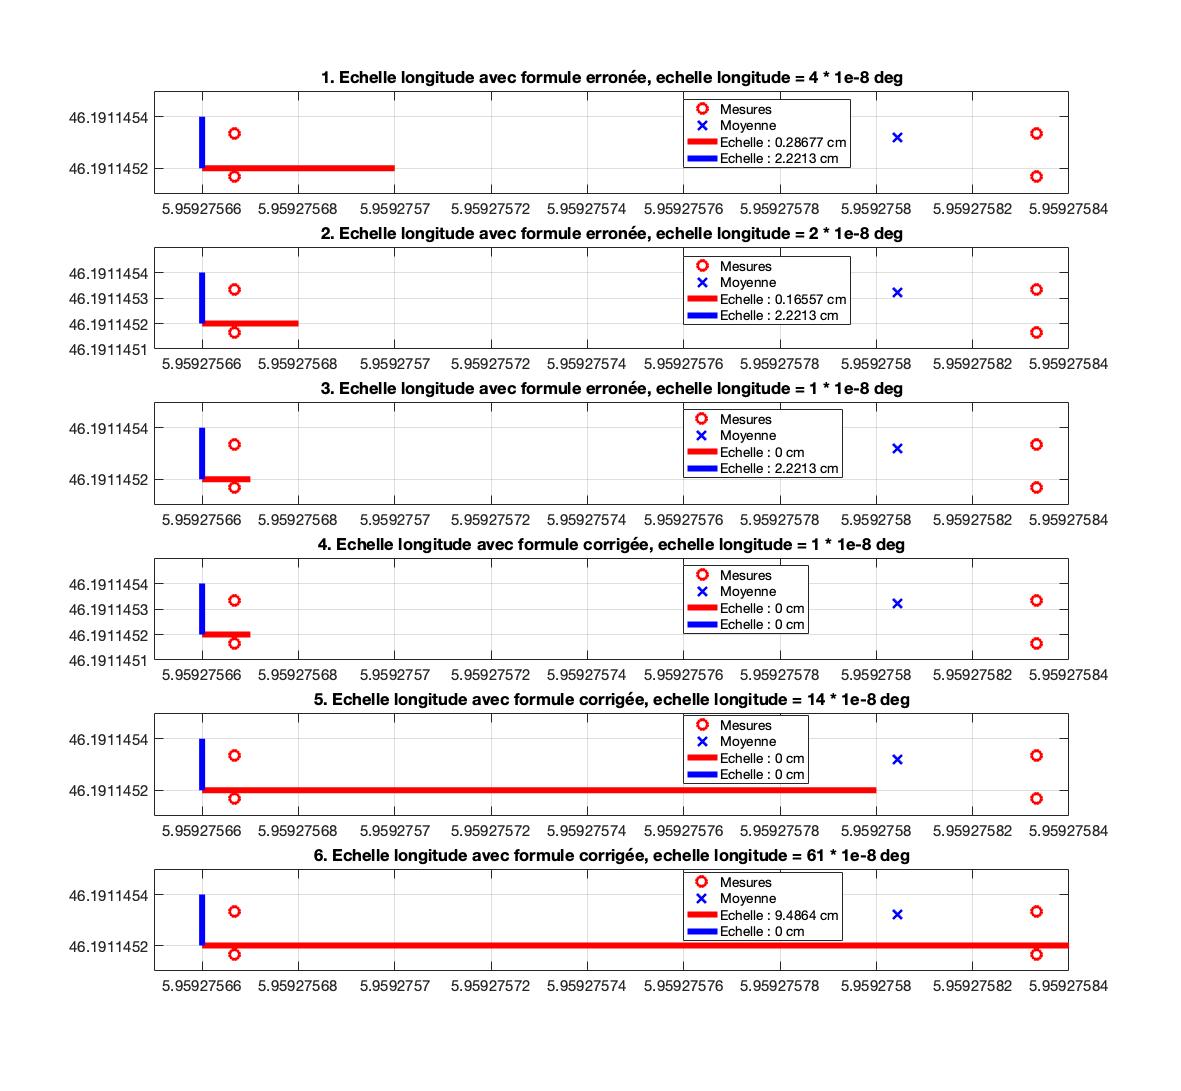 1. Echelle longitude avec formule erronée, echelle longitude = 4 * 1e-8 deg
46.1911454
46.1911452
Mesures
Moyenne
Echelle : 0.28677 cm
Echelle : 2.2213 cm
5.95927566 5.95927568 5.9592757 5.95927572 5.95927574 5.95927576 5.95927578 5.9592758 5.95927582 5.95927584
2. Echelle longitude avec formule erronée, echelle longitude = 2 * 1e-8 deg
46.1911454
46.1911453
46.1911452
46.1911451
Mesures
Moyenne
Echelle : 0.16557 cm
Echelle : 2.2213 cm
5.95927566 5.95927568 5.9592757 5.95927572 5.95927574 5.95927576 5.95927578 5.9592758 5.95927582 5.95927584
3. Echelle longitude avec formule erronée, echelle longitude = 1 * 1e-8 deg
46.1911454
46.1911452
Mesures
Moyenne
Echelle : 0 cm
Echelle : 2.2213 cm
5.95927566 5.95927568 5.9592757 5.95927572 5.95927574 5.95927576 5.95927578 5.9592758 5.95927582 5.95927584
4. Echelle longitude avec formule corrigée, echelle longitude = 1 * 1e-8 deg
46.1911454
46.1911453
46.1911452
46.1911451
Mesures
Moyenne
Echelle : 0 cm
Echelle : 0 cm
5.95927566 5.95927568 5.9592757 5.95927572 5.95927574 5.95927576 5.95927578 5.9592758 5.95927582 5.95927584
5. Echelle longitude avec formule corrigée, echelle longitude = 14 * 1e-8 deg
46.1911454
46.1911452
Mesures
Moyenne
Echelle : 0 cm
Echelle : 0 cm
5.95927566 5.95927568 5.9592757 5.95927572 5.95927574 5.95927576 5.95927578 5.9592758 5.95927582 5.95927584
6. Echelle longitude avec formule corrigée, echelle longitude = 61 * 1e-8 deg
46.1911454
46.1911452
Mesures
Moyenne
Echelle : 9.4864 cm
Echelle : 0 cm
5.95927566 5.95927568 5.9592757 5.95927572 5.95927574 5.95927576 5.95927578 5.9592758 5.95927582 5.95927584